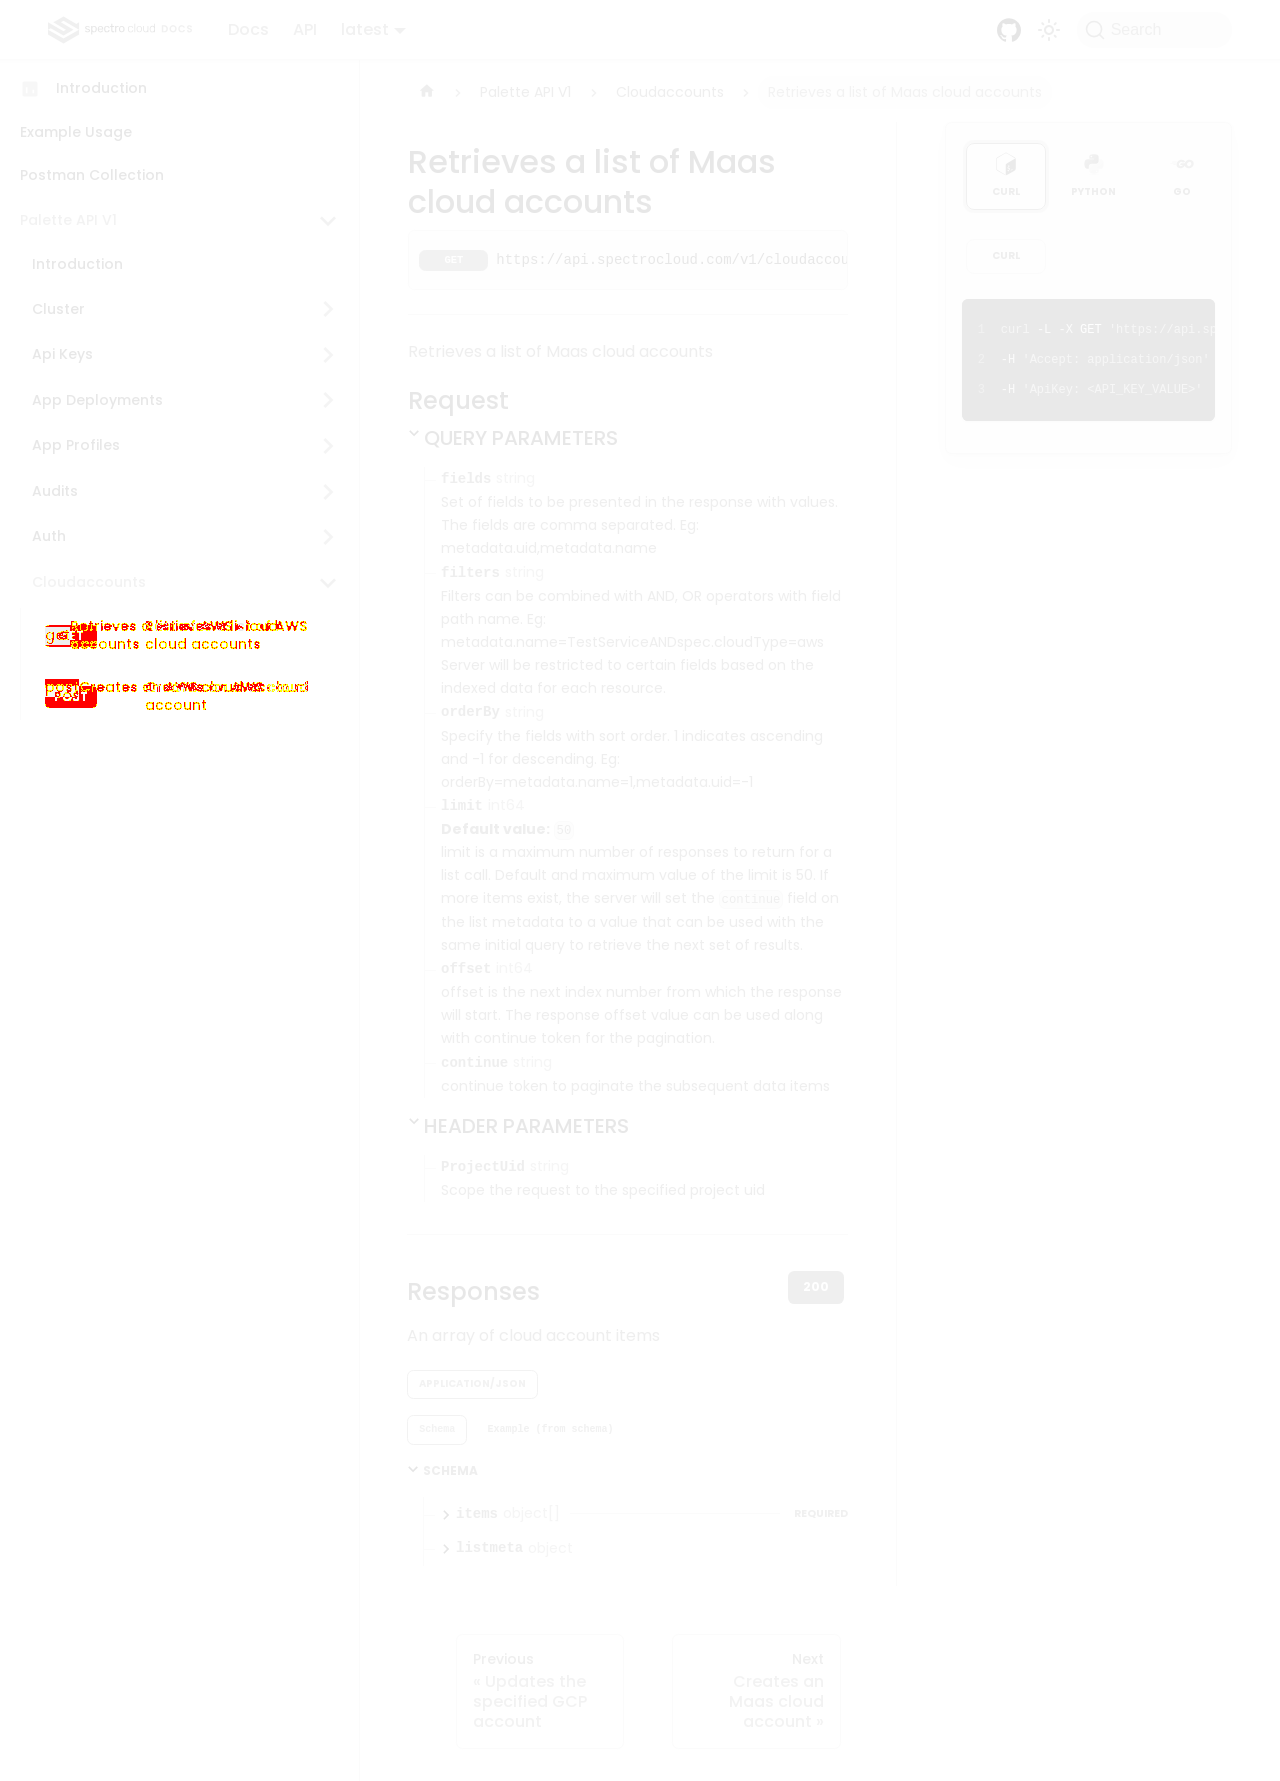 spectro cloud DOCS
Docs
API
latest
Search
Introduction
Example Usage
Postman Collection
Palette API V1
Introduction
Cluster
Api Keys
App Deployments
App Profiles
Audits
Auth
Cloudaccounts
accounts
cloud accounts
POST
account
Palette API V1
Cloudaccounts
Retrieves a list of Maas cloud accounts
Retrieves a list of Maas
cloud accounts
GET https://api.spectrocloud.com/v1/cloudaccou
Retrieves a list of Maas cloud accounts
Request
QUERY PARAMETERS
fields string
Set of fields to be presented in the response with values.
The fields are comma separated. Eg:
metadata.uid,metadata.name
filters string
Filters can be combined with AND, OR operators with field
path name. Eg:
metadata.name=TestServiceANDspec.cloudType=aws
Server will be restricted to certain fields based on the
indexed data for each resource.
orderBy string
Specify the fields with sort order. 1 indicates ascending
and -1 for descending. Eg:
orderBy=metadata.name=1,metadata.uid=-1
limit int64
Default value: 50
limit is a maximum number of responses to return for a
list call. Default and maximum value of the limit is 50. If
more items exist, the server will set the continue field on
the list metadata to a value that can be used with the
same initial query to retrieve the next set of results.
offset int64
offset is the next index number from which the response
will start. The response offset value can be used along
with continue token for the pagination.
continue string
continue token to paginate the subsequent data items
HEADER PARAMETERS
ProjectUid string
Scope the request to the specified project uid
Responses
200
An array of cloud account items
APPLICATION/JSON
Schema
Example (from schema)
SCHEMA
items object[]
REQUIRED
listmeta object
Previous
« Updates the
specified GCP
account
Next
Creates an
Maas cloud
account »
CURL
PYTHON
GO
CURL
1 curl -L -X GET 'https://api.sp
2 -H 'Accept: application/json'
3 -H 'ApiKey: <API_KEY_VALUE>'